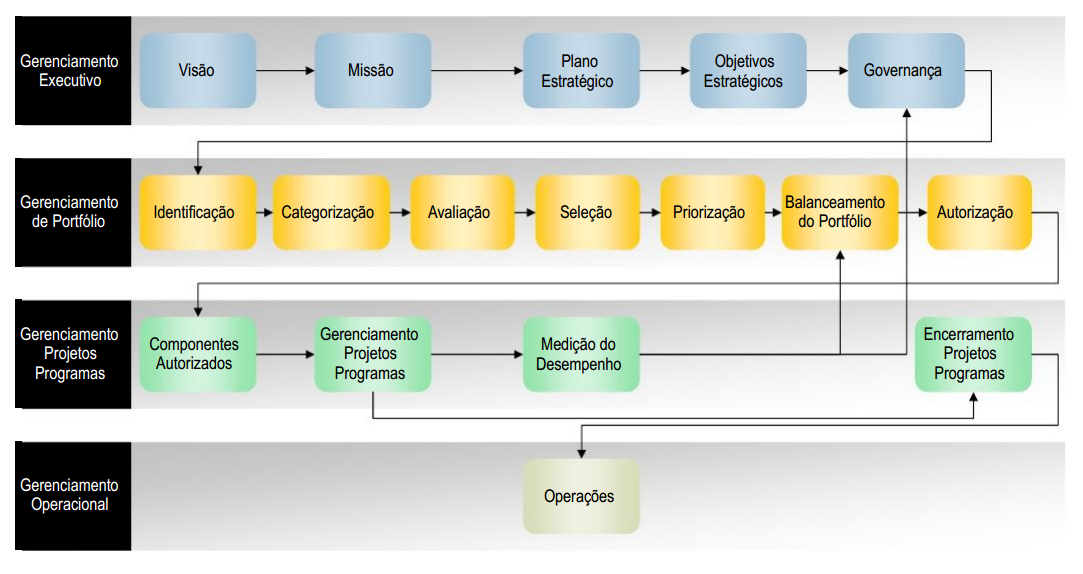 Gerenciamento
Executivo
Visão
Missão
Plano
Estratégico
Objetivos
Estratégicos
Governança
Gerenciamento
de Portfólio
Identificação
Categorização
Avaliação
Seleção
Priorização
Balanceamento
do Portfólio
Autorização
Gerenciamento
Projetos
Programas
Componentes
Autorizados
Gerenciamento
Projetos
Programas
Medição do
Desempenho
Encerramento
Projetos
Programas
Gerenciamento
Operacional
Operações